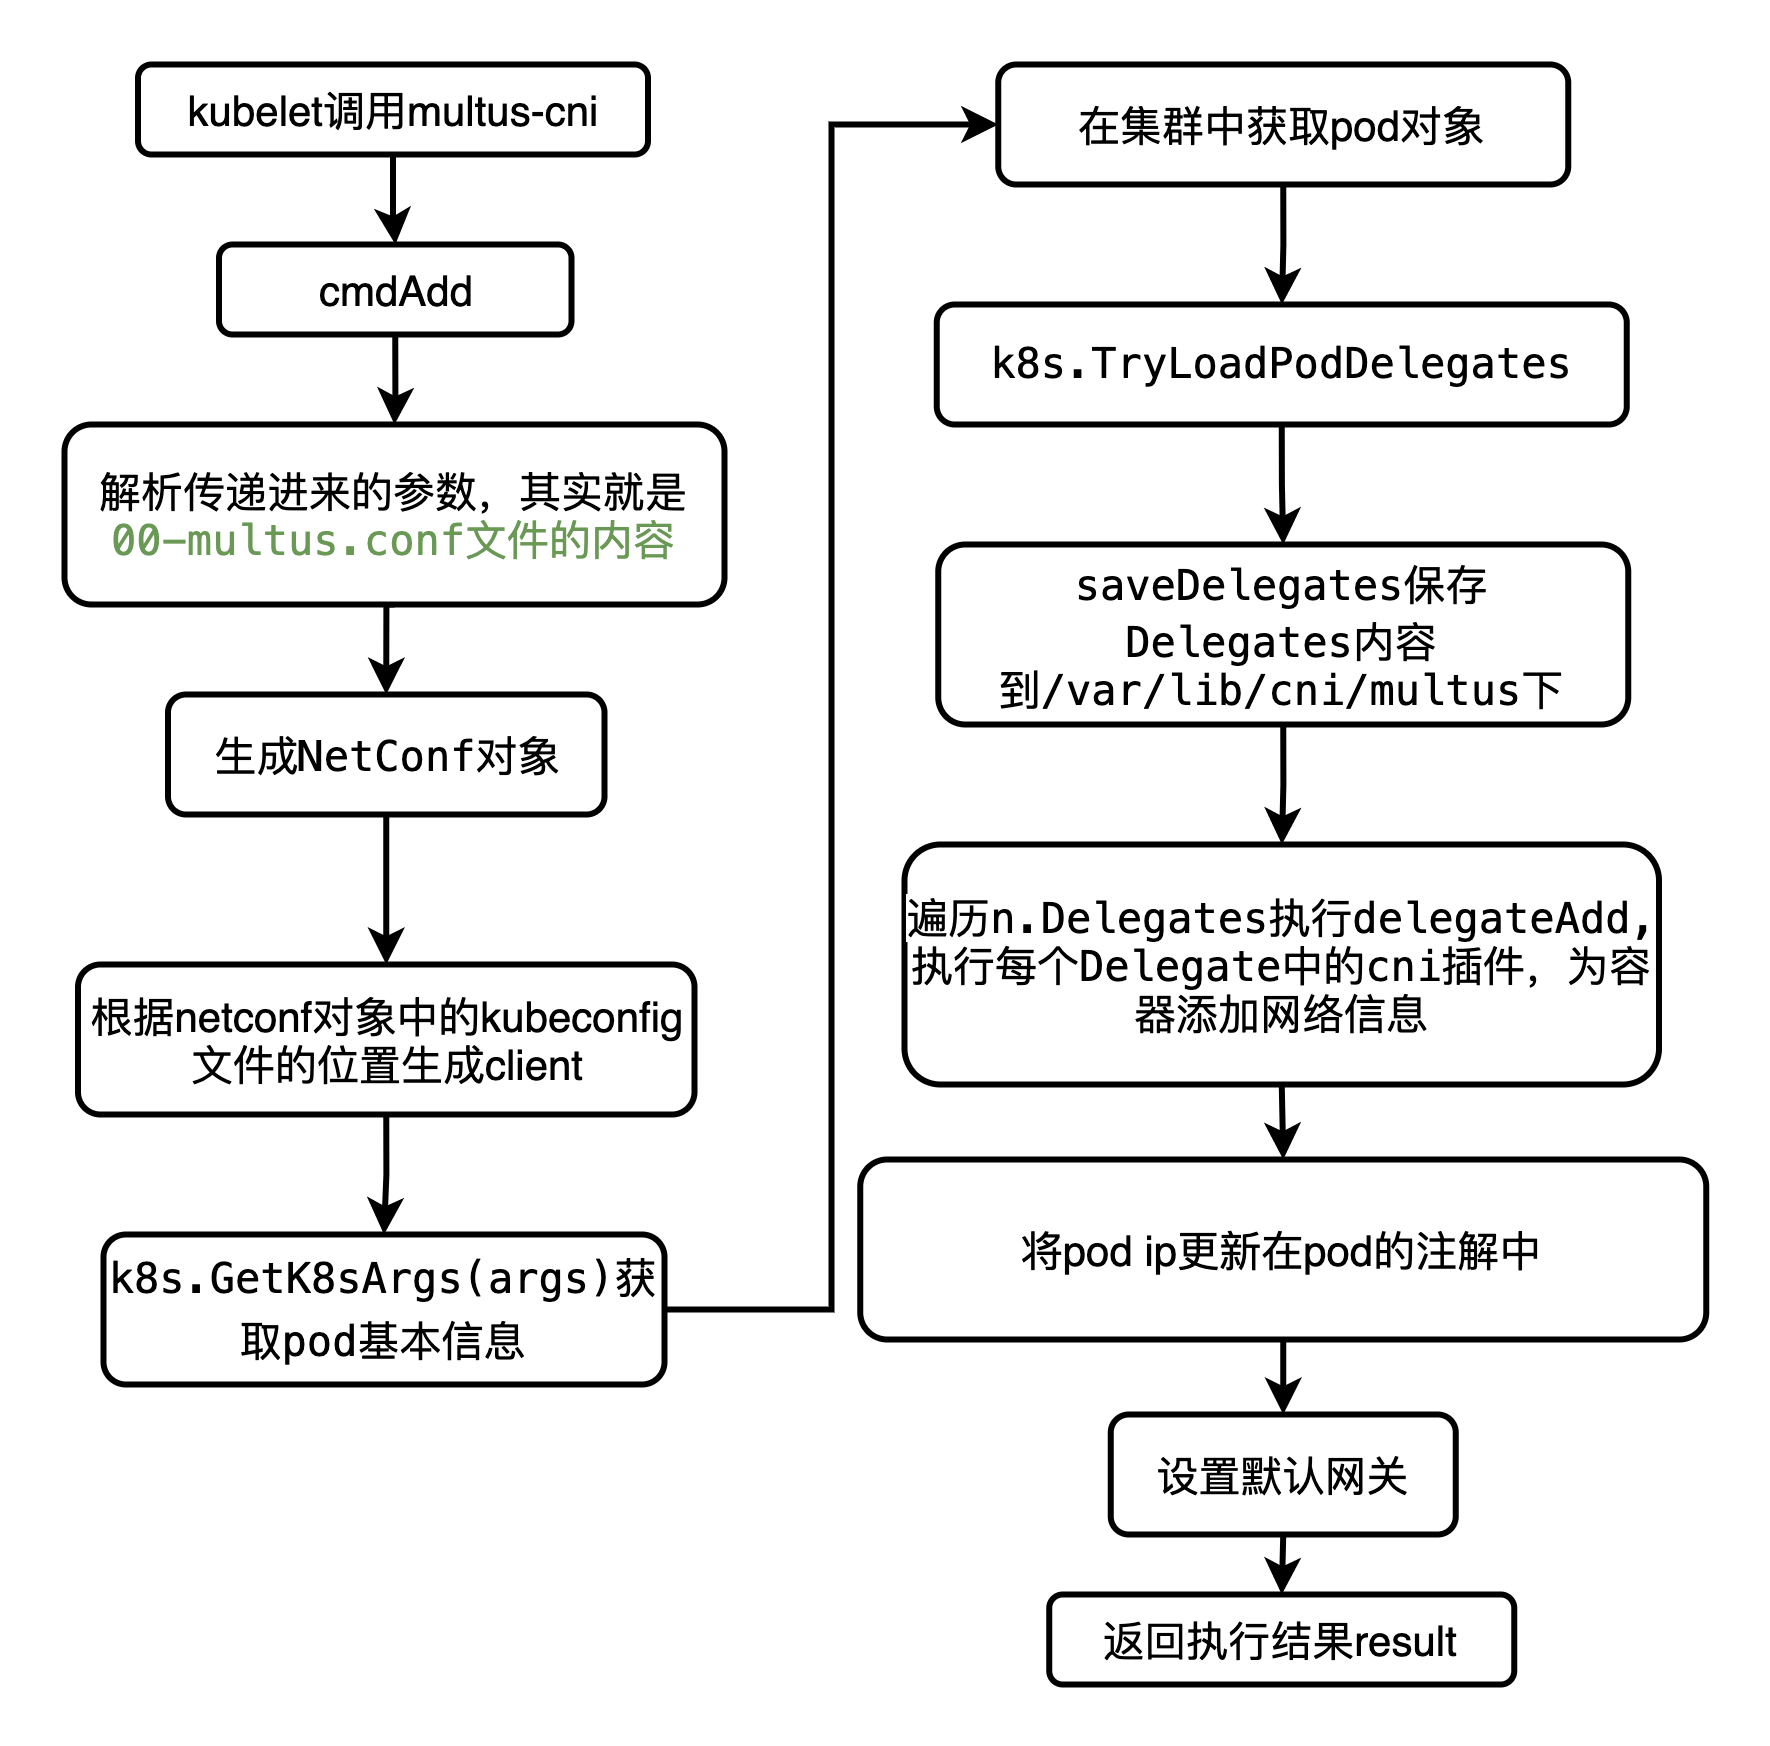 kubelet调用multus-cni
cmdAdd
解析传递进来的参数，其实就是
00-multus.conf文件的内容
生成NetConf对象
根据netconf对象中的kubeconfig
文件的位置生成client
k8s.GetK8sArgs(args)获
取pod基本信息
在集群中获取pod对象
k8s.TryLoadPodDelegates
saveDelegates保存
Delegates内容
到/var/lib/cni/multus下
遍历n.Delegates执行delegateAdd,
执行每个Delegate中的cni插件，为容
器添加网络信息
将pod ip更新在pod的注解中
设置默认网关
返回执行结果result